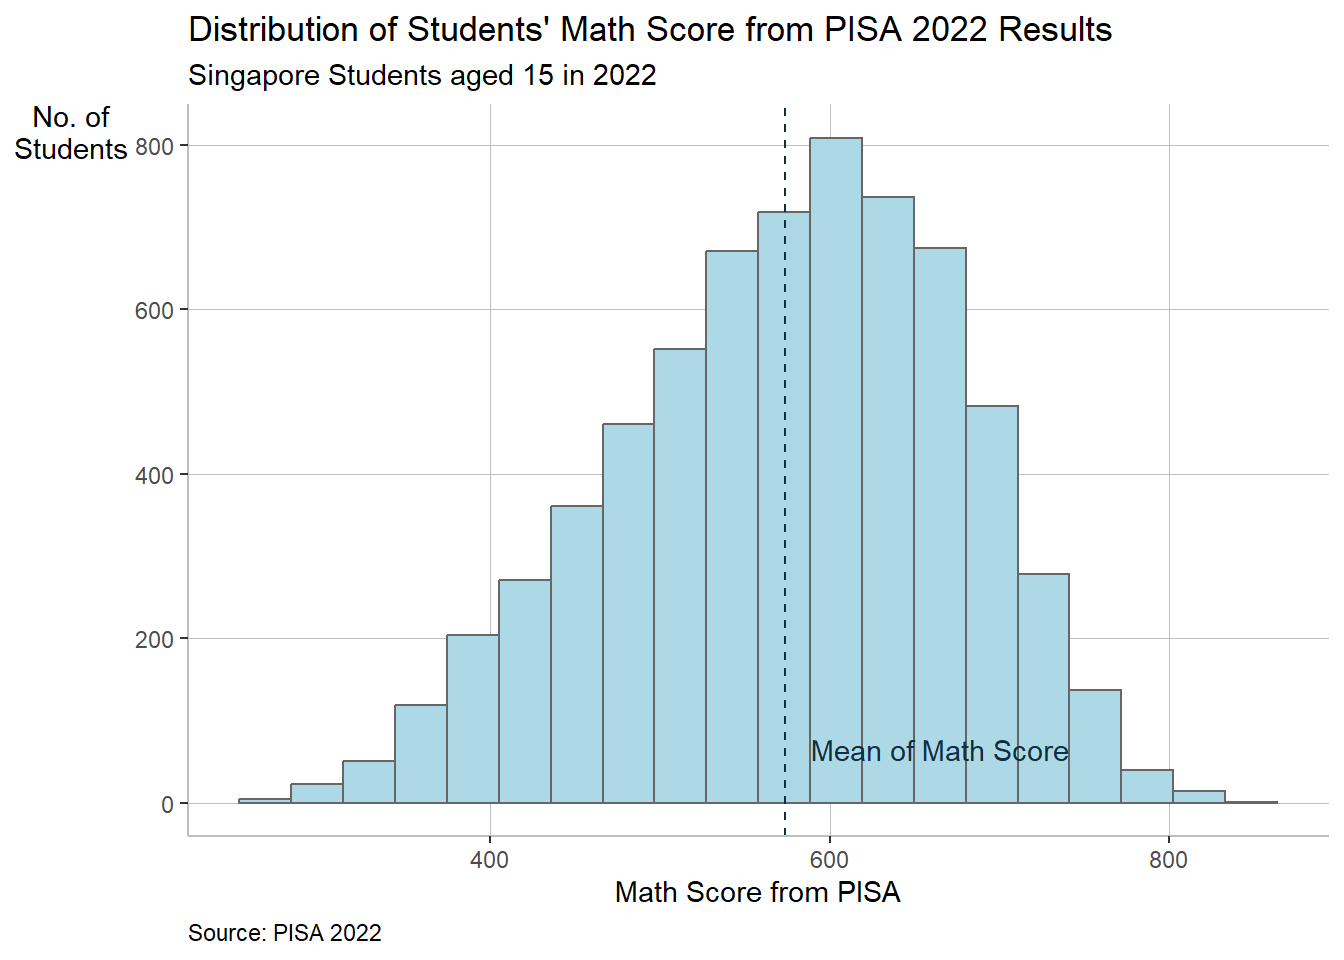 Distribution of Students' Math Score from PISA 2022 Results
Singapore Students aged 15 in 2022
No. of
Students
800
600
400
200
0
Mean of Math Score
400
600
800
Math Score from PISA
Source: PISA 2022